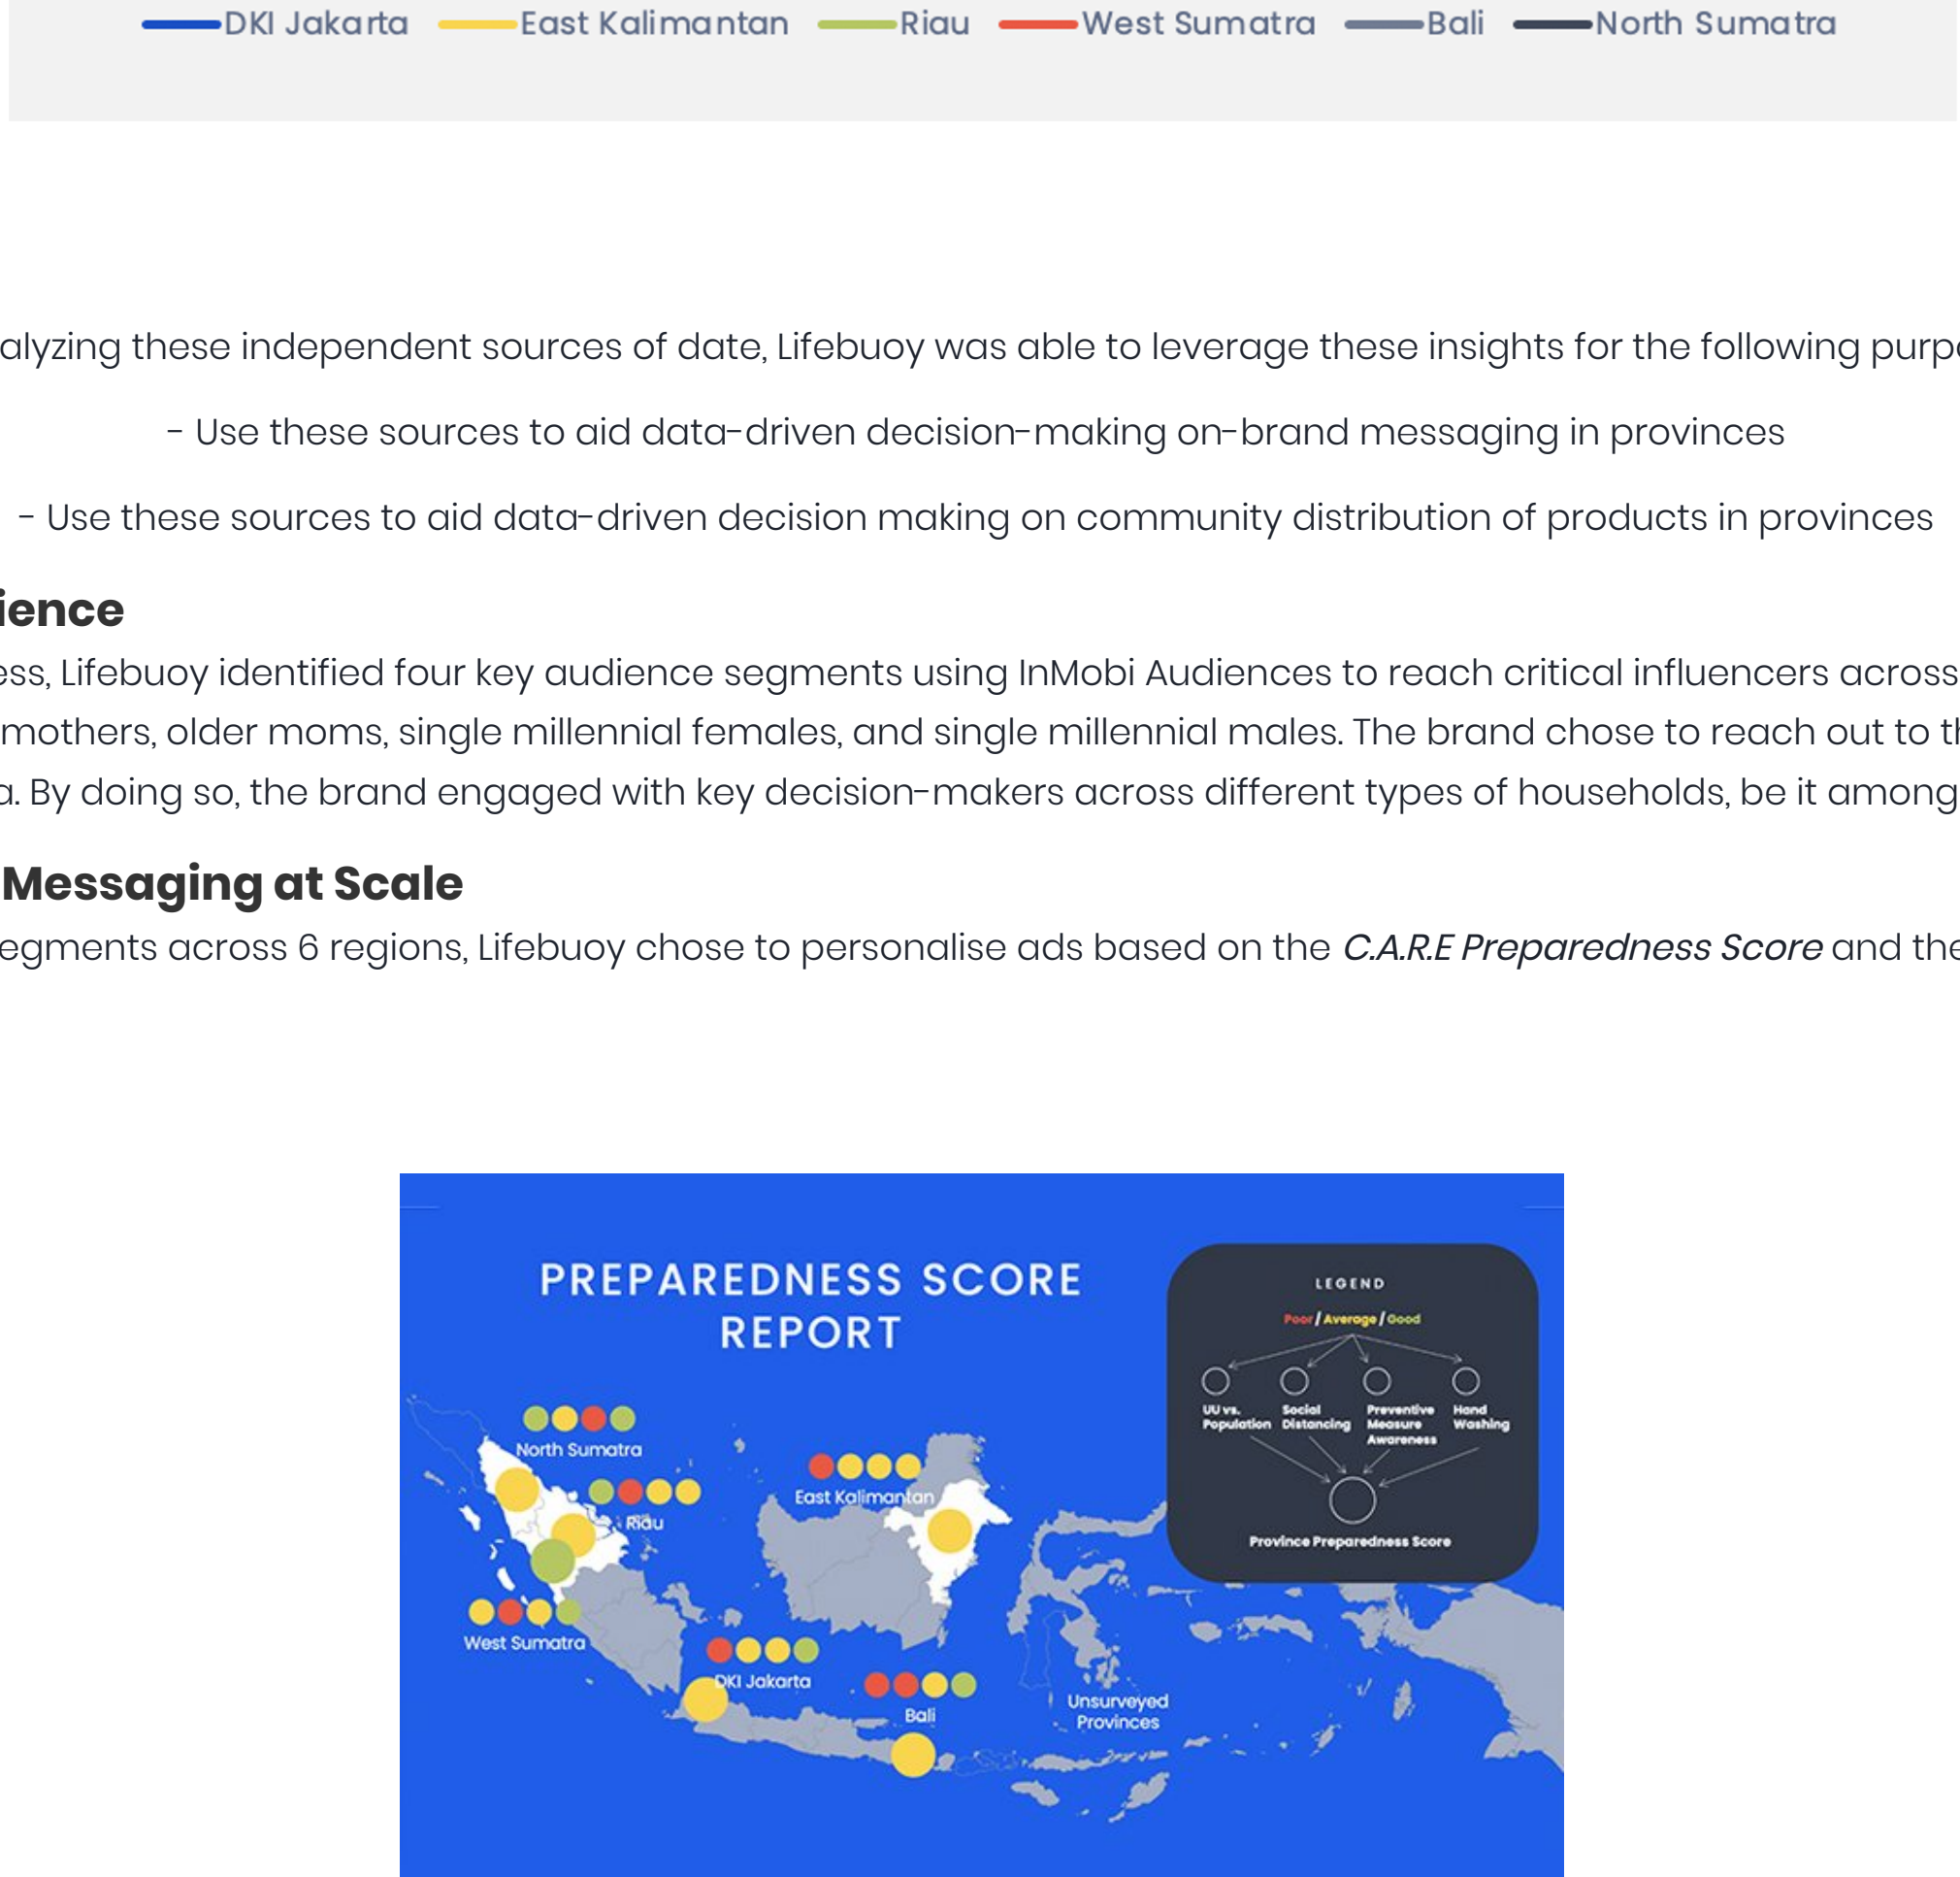 DKI Jakarta East Kalimantan Riau West Sumatra Bali North Sumatra
alyzing these independent sources of date, Lifebuoy was able to leverage these insights for the following purpo
- Use these sources to aid data-driven decision-making on-brand messaging in provinces
- Use these sources to aid data-driven decision making on community distribution of products in provinces
ience
ess, Lifebuoy identified four key audience segments using InMobi Audiences to reach critical influencers across
mothers, older moms, single millennial females, and single millennial males. The brand chose to reach out to th
a. By doing so, the brand engaged with key decision-makers across different types of households, be it among
Messaging at Scale
egments across 6 regions, Lifebuoy chose to personalise ads based on the C.A.R.E Preparedness Score and the
PREPAREDNESS SCORE
REPORT
LEGEND
Poor / Average / Good
UU vs.
Population
Social
Distancing
Preventive
Measure
Awareness
Hand
Washing
Province Preparedness Score
North Sumatra
Riau
East Kalimantan
West Sumatra
DKI Jakarta
Bali
Unsurveyed
Provinces